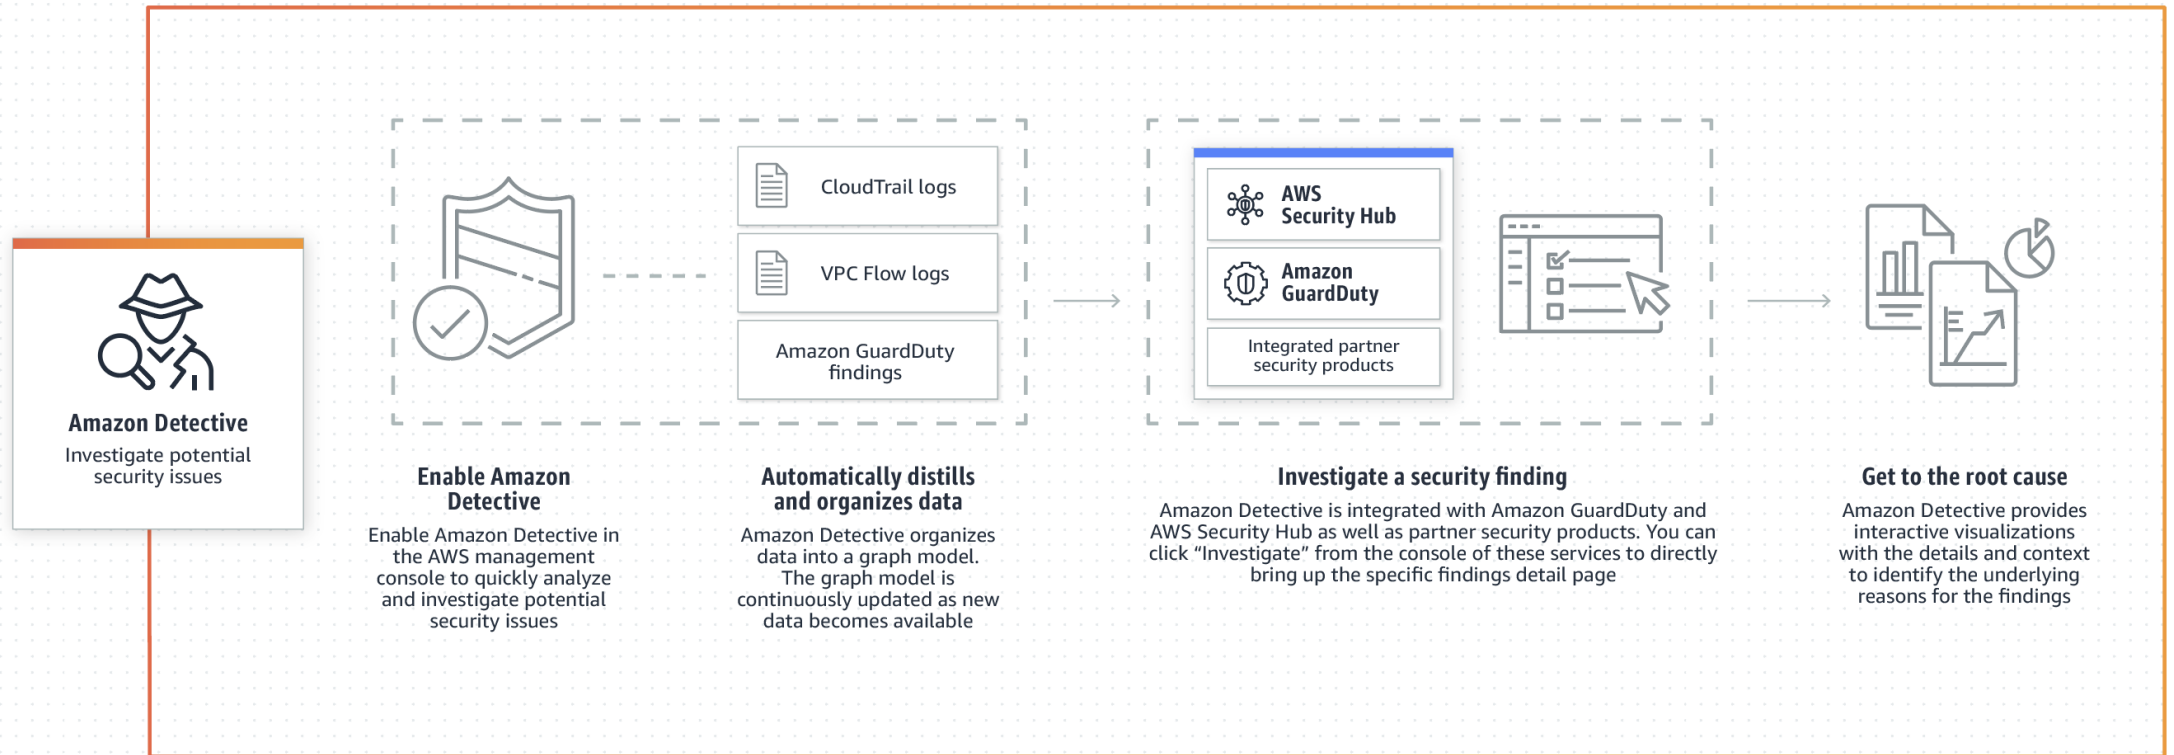 Amazon Detective
Investigate potential
security issues
Enable Amazon
Detective
Enable Amazon Detective in
the AWS management
console to quickly analyze
and investigate potential
security issues
CloudTrail logs
VPC Flow logs
Amazon GuardDuty
findings
Automatically distills
and organizes data
Amazon Detective organizes
data into a graph model.
The graph model is
continuously updated as new
data becomes available
AWS
Security Hub
Amazon
GuardDuty
Integrated partner
security products
Investigate a security finding
Amazon Detective is integrated with Amazon GuardDuty and
AWS Security Hub as well as partner security products. You can
click “Investigate” from the console of these services to directly
bring up the specific findings detail page
Get to the root cause
Amazon Detective provides
interactive visualizations
with the details and context
to identify the underlying
reasons for the findings